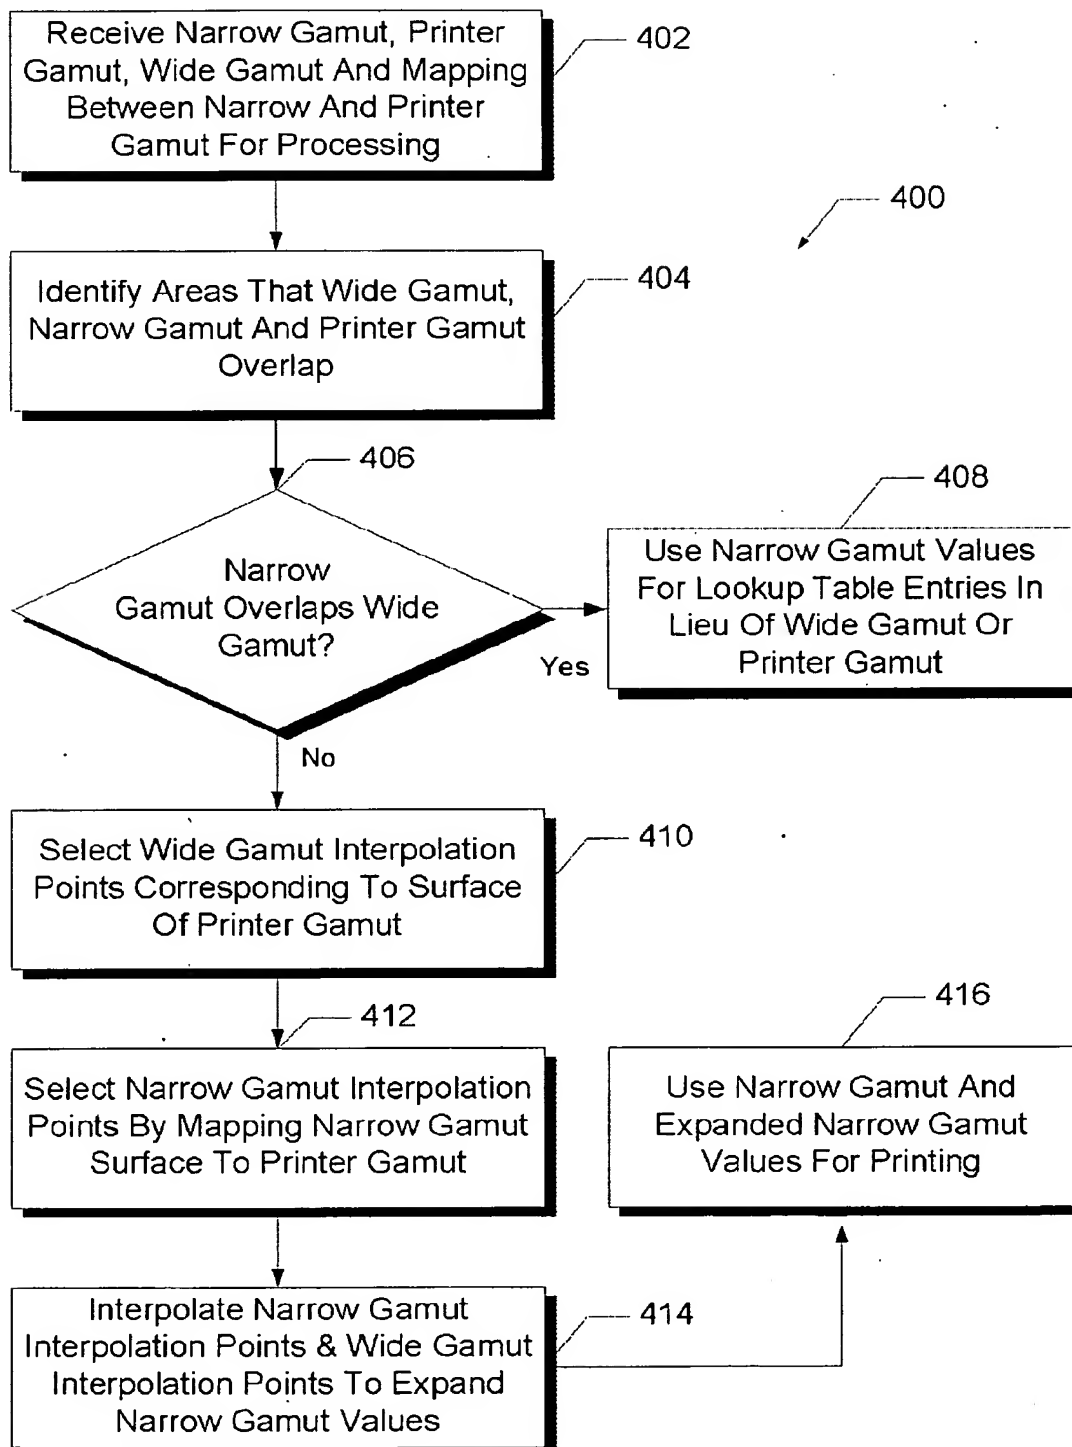 Receive Narrow Gamut, Printer
Gamut, Wide Gamut And Mapping
Between Narrow And Printer
Gamut For Processing
402
400
Identify Areas That Wide Gamut,
Narrow Gamut And Printer Gamut
Overlap
404
406
Narrow
Gamut Overlaps Wide
Gamut?
Yes
No
408
Use Narrow Gamut Values
For Lookup Table Entries In
Lieu Of Wide Gamut Or
Printer Gamut
Select Wide Gamut Interpolation
Points Corresponding To Surface
Of Printer Gamut
410
412
Select Narrow Gamut Interpolation
Points By Mapping Narrow Gamut
Surface To Printer Gamut
416
Use Narrow Gamut And
Expanded Narrow Gamut
Values For Printing
Interpolate Narrow Gamut
Interpolation Points & Wide Gamut
Interpolation Points To Expand
Narrow Gamut Values
414